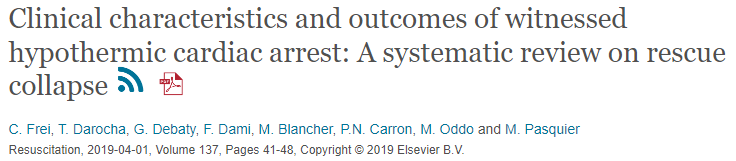 Clinical characteristics and outcomes of witnessed
hypothermic cardiac arrest: A systematic review on rescue
collapse PDF
C. Frei, T. Darocha, G. Debaty, F. Dami, M. Blancher, P.N. Carron, M. Oddo and M. Pasquier
Resuscitation, 2019-04-01, Volume 137, Pages 41-48, Copyright © 2019 Elsevier B.V.